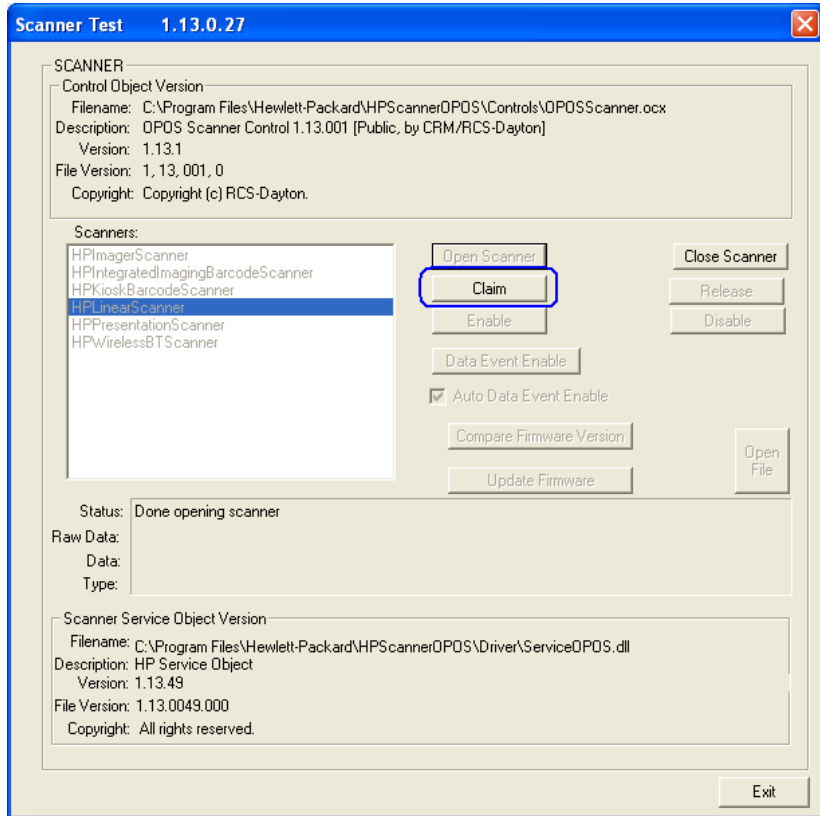 Scanner Test 1.13.0.27
SCANNER
Control Object Version
Filename: C:\Program Files\Hewlett-Packard\HPScannerOPOS\Controls\OPOSScanner.ocx
Description: OPOS Scanner Control 1.13.001 [Public, by CRM/RCS-Dayton]
Version: 1.13.1
File Version: 1, 13, 001, 0
Copyright: Copyright (c) RCS-Dayton.
Scanners:
HPImagerScanner
HPIntegratedImagingBarcodeScanner
HPKioskBarcodeScanner
HPLinearScanner
HPPresentationScanner
HPWirelessBTScanner
Open Scanner
Close Scanner
Claim
Release
Enable
Disable
Data Event Enable
Auto Data Event Enable
Compare Firmware Version
Update Firmware
Open
File
Status: Done opening scanner
Raw Data:
Data:
Type:
Scanner Service Object Version
Filename: C:\Program Files\Hewlett-Packard\HPScannerOPOS\Driver\ServiceOPOS.dll
Description: HP Service Object
Version: 1.13.49
File Version: 1.13.0049.000
Copyright: All rights reserved.
Exit